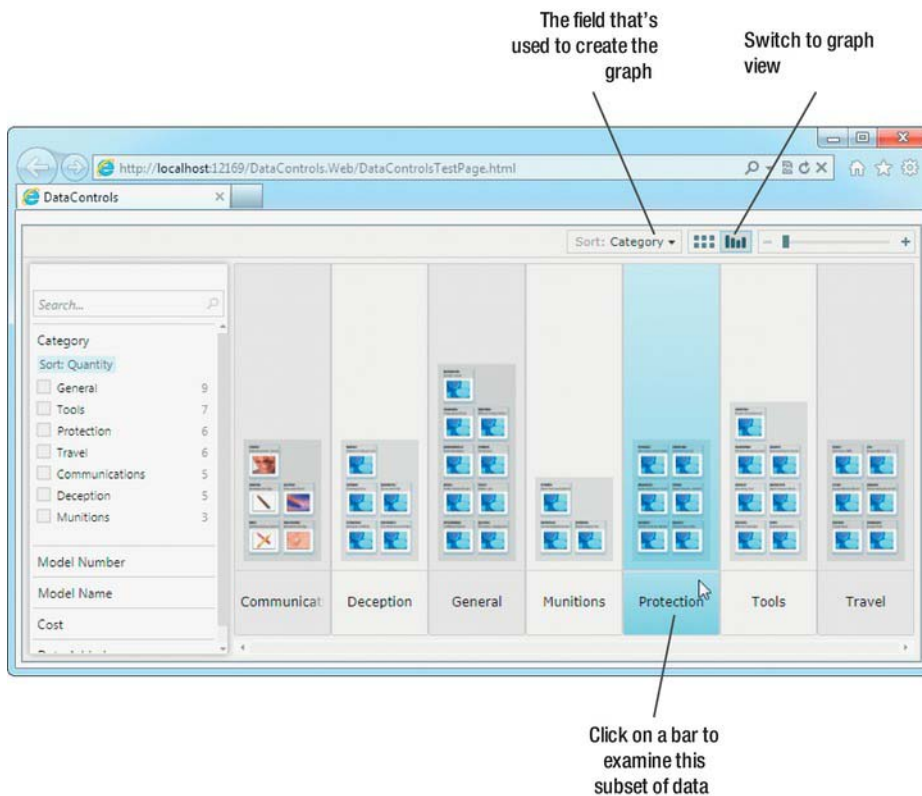 The field that's
used to create the
graph
Switch to graph
view
http://localhost:12169/DataControls.Web/DataControlsTestPage.html
DataControls
Sort: Category
Search...
Category
Sort: Quantity
General 9
Tools 7
Protection 6
Travel 6
Communications 5
Deception 5
Munitions 3
Model Number
Model Name
Cost
Communicat
Deception
General
Munitions
Protection
Tools
Travel
Click on a bar to
examine this
subset of data